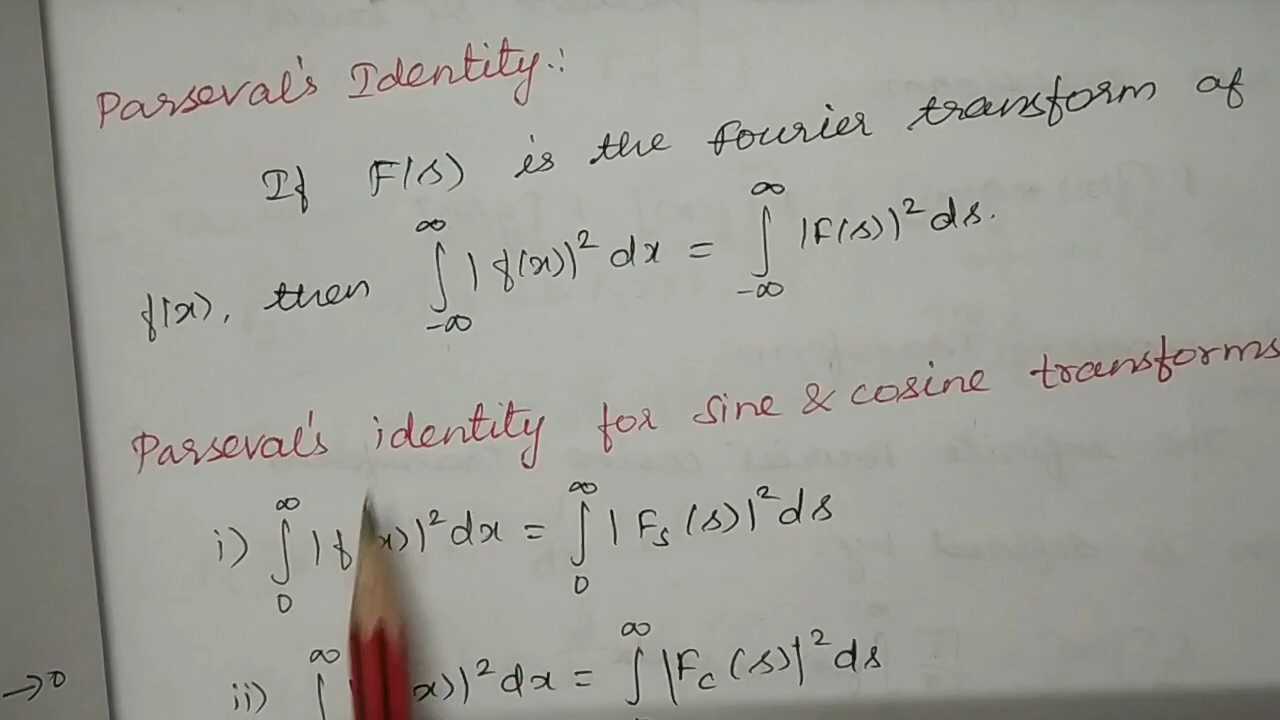 Parseval's Identity:
If F(s) is the fourier transform of
f(x), then ∫_{-∞}^{∞} |f(x)|² dx = ∫_{-∞}^{∞} |F(s)|² ds.
Parseval's identity for sine & cosine transforms
i) ∫_0^∞ |f x)|² dx = ∫_0^∞ |F_s (s)|² ds
ii) ∫^∞ | x)|² dx = ∫^∞ |F_c (s)|² ds
→0